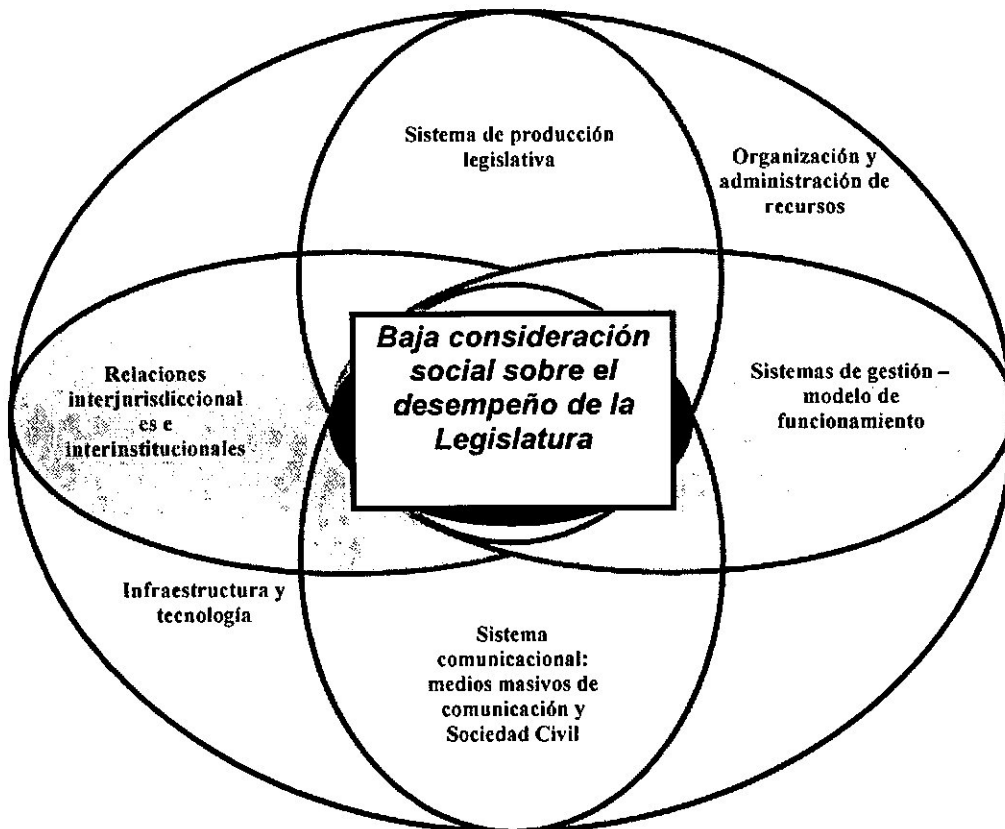 Sistema de producción
legislativa
Organización y
administración de
recursos
Baja consideración
social sobre el
desempeño de la
Legislatura
Relaciones
interjurisdiccional
es e
interinstitucionales
Sistemas de gestión –
modelo de
funcionamiento
Infraestructura y
tecnología
Sistema
comunicacional:
medios masivos de
comunicación y
Sociedad Civil